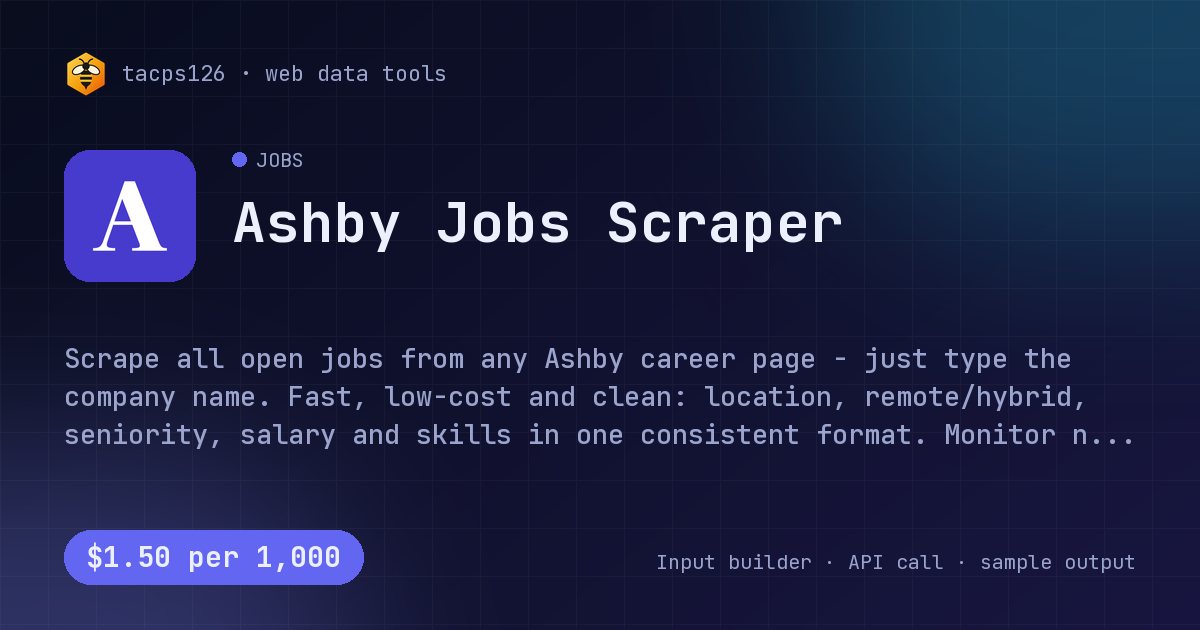 tacps126 · web data tools
A
JOBS
Ashby Jobs Scraper
Scrape all open jobs from any Ashby career page - just type the
company name. Fast, low-cost and clean: location, remote/hybrid,
seniority, salary and skills in one consistent format. Monitor n...
$1.50 per 1,000
Input builder · API call · sample output